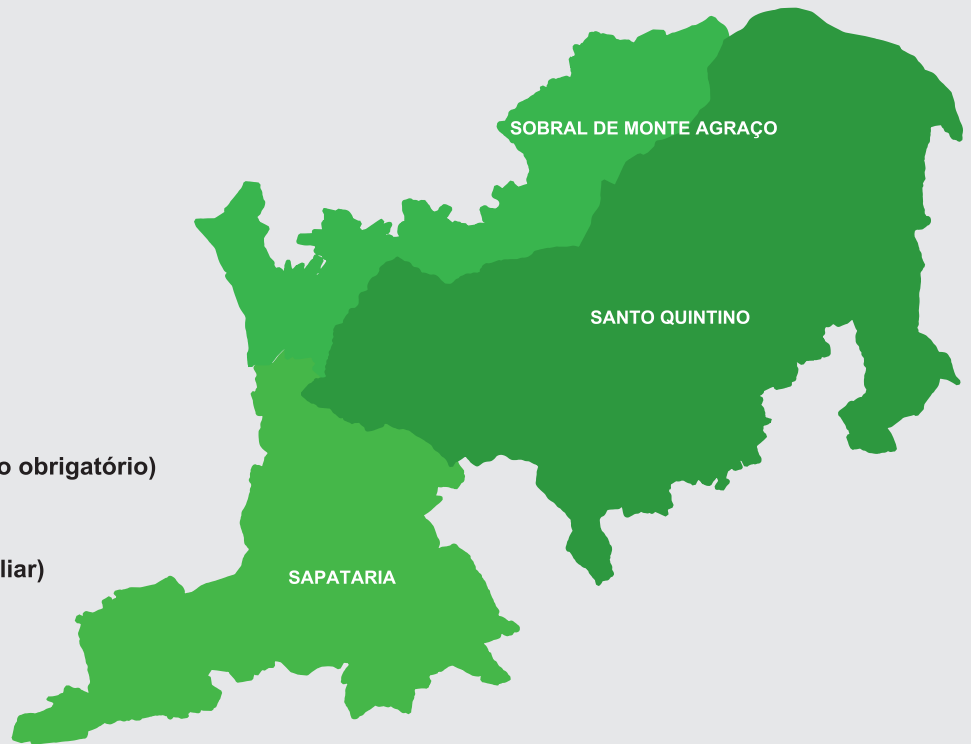 SOBRAL DE MONTE AGRAÇO
SANTO QUINTINO
o obrigatório)
liar)
SAPATARIA